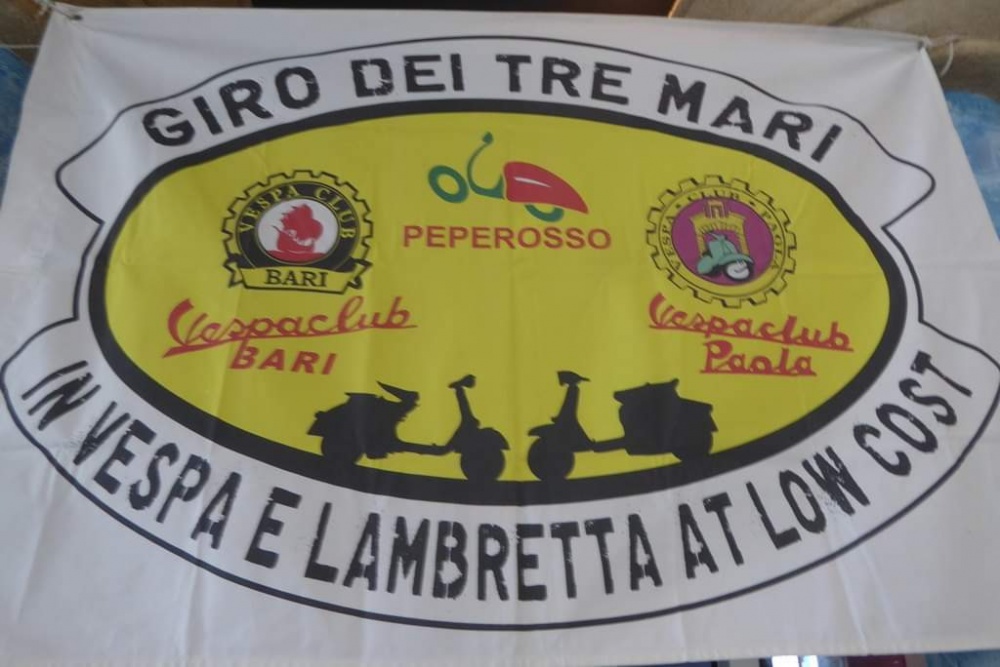 GIRO DEI TRE MARI
PEPEROSSO
VESPA CLUB
BARI
VESPA • CLUB • PAOLA
Vespaclub
BARI
Vespaclub
Paola
IN VESPA E LAMBRETTA AT LOW COST